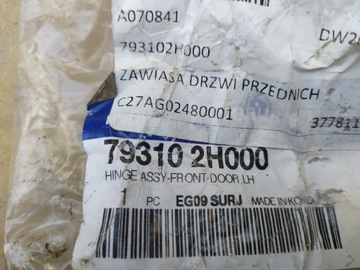 A070841
793102H000
ZAWIASA DRZWI PRZEDNICH
C27AG02480001
377811
79310 2H000
HINGE ASSY-FRONT DOOR,LH
1 PC EG09 SURJ MADE IN KOREA